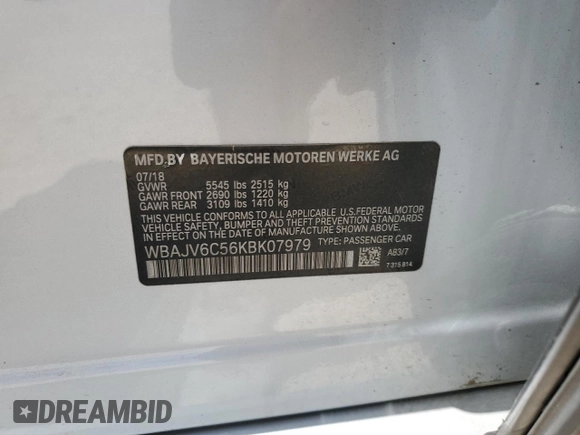 MFD.BY BAYERISCHE MOTOREN WERKE AG
07/18
GVWR 5545 lbs 2515 kg
GAWR FRONT 2690 lbs 1220 kg
GAWR REAR 3109 lbs 1410 kg
THIS VEHICLE CONFORMS TO ALL APPLICABLE U.S.FEDERAL MOTOR
VEHICLE SAFETY, BUMPER AND THEFT PREVENTION STANDARDS IN
EFFECT ON THE DATE OF MANUFACTURE SHOWN ABOVE.
WBAJV6C56KBK07979 TYPE: PASSENGER CAR
A83/7
7 315 814
DREAMBID